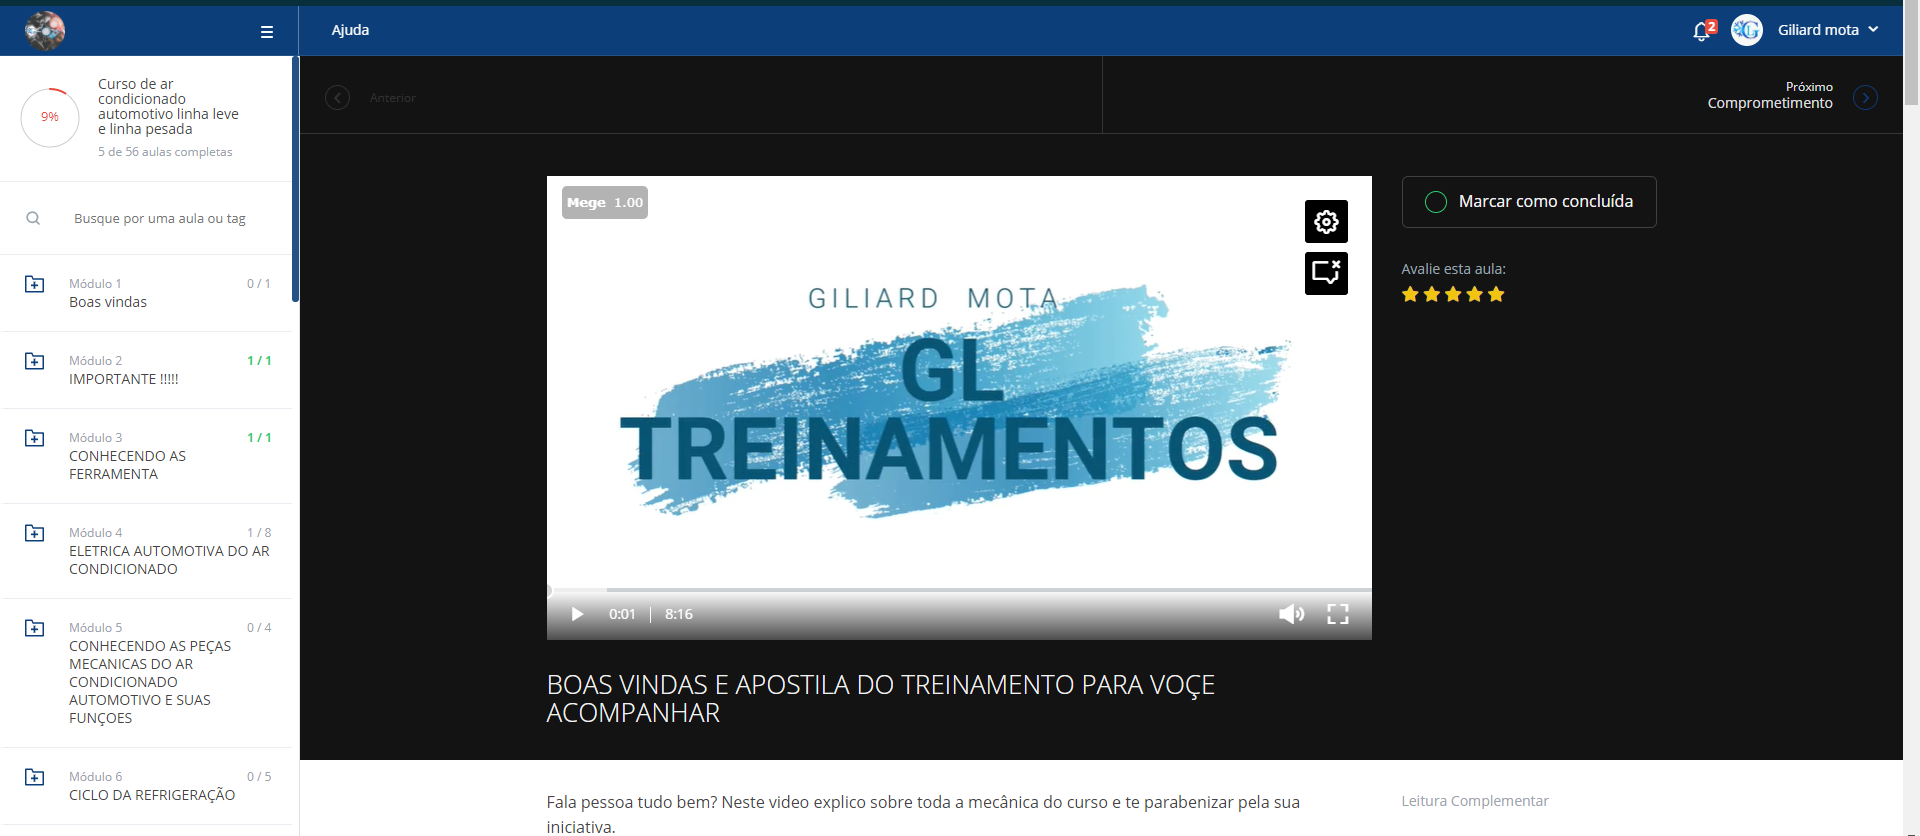 Ajuda
2
Giliard mota
9%
Curso de ar
condicionado
automotivo linha leve
e linha pesada
5 de 56 aulas completas
Busque por uma aula ou tag
Módulo 1
0 / 1
Boas vindas
Módulo 2
1 / 1
IMPORTANTE !!!!!
Módulo 3
1 / 1
CONHECENDO AS
FERRAMENTA
Módulo 4
1 / 8
ELETRICA AUTOMOTIVA DO AR
CONDICIONADO
Módulo 5
0 / 4
CONHECENDO AS PEÇAS
MECANICAS DO AR
CONDICIONADO
AUTOMOTIVO E SUAS
FUNÇOES
Módulo 6
0 / 5
CICLO DA REFRIGERAÇÃO
Anterior
Próximo
Comprometimento
Mege 1.00
GILIARD MOTA
GL
TREINAMENTOS
0:01 | 8:16
Marcar como concluída
Avalie esta aula:
BOAS VINDAS E APOSTILA DO TREINAMENTO PARA VOÇE
ACOMPANHAR
Fala pessoa tudo bem? Neste video explico sobre toda a mecânica do curso e te parabenizar pela sua
iniciativa.
Leitura Complementar